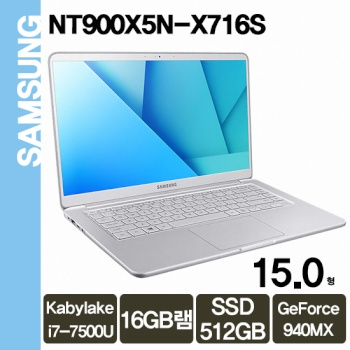 SAMSUNG
NT900X5N-X716S
SAMSUNG
15.0형
Kabylake
i7-7500U
16GB램
SSD
512GB
GeForce
940MX